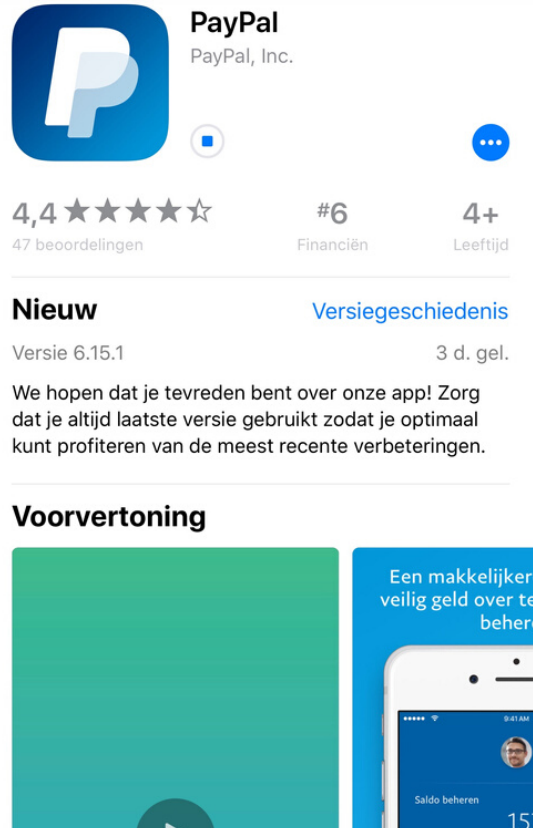 PayPal
PayPal, Inc.
4,4
#6
4+
47 beoordelingen
Financiën
Leeftijd
Nieuw
Versiegeschiedenis
Versie 6.15.1
3 d. gel.
We hopen dat je tevreden bent over onze app! Zorg
dat je altijd laatste versie gebruikt zodat je optimaal
kunt profiteren van de meest recente verbeteringen.
Voorvertoning
Een makkelijker
veilig geld over te
9:41 AM
Saldo beheren